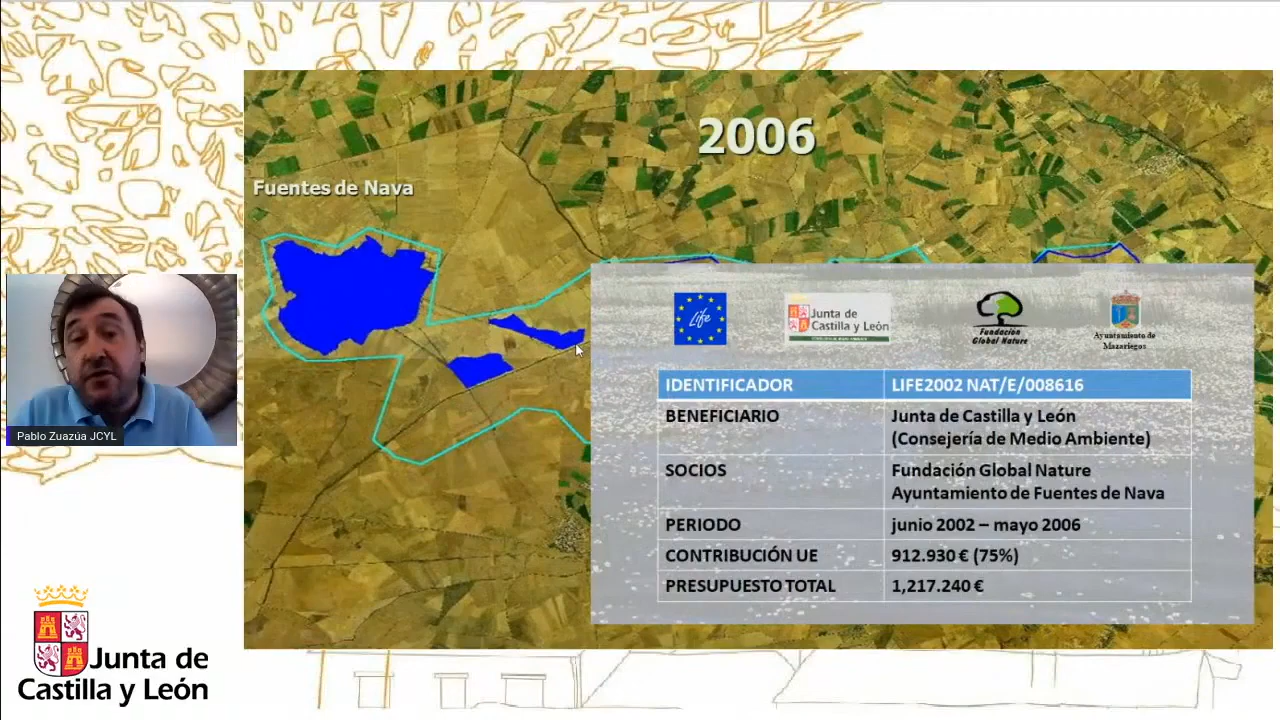 2006
Fuentes de Nava
Life
Junta de
Castilla y León
Fundación
Global Nature
Ayuntamiento de
Mazariegos
IDENTIFICADOR LIFE2002 NAT/E/008616
BENEFICIARIO Junta de Castilla y León
(Consejería de Medio Ambiente)
SOCIOS Fundación Global Nature
Ayuntamiento de Fuentes de Nava
PERIODO junio 2002 – mayo 2006
CONTRIBUCIÓN UE 912.930 € (75%)
PRESUPUESTO TOTAL 1,217.240 €
Pablo Zuazúa JCYL
Junta de
Castilla y León